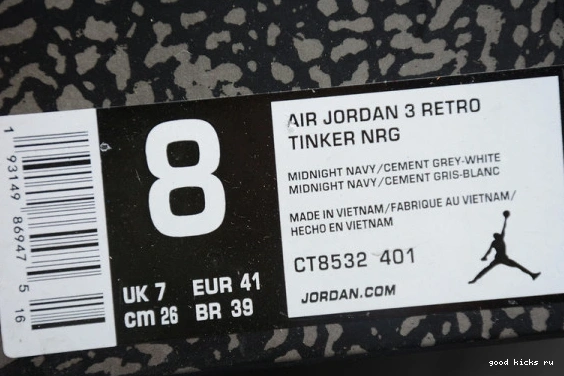 1 93149 86947 5 16
8
UK 7 EUR 41
cm 26 BR 39
AIR JORDAN 3 RETRO
TINKER NRG
MIDNIGHT NAVY/CEMENT GREY-WHITE
MIDNIGHT NAVY/CEMENT GRIS-BLANC
MADE IN VIETNAM/FABRIQUE AU VIETNAM/
HECHO EN VIETNAM
CT8532 401
JORDAN.COM
good kicks ru